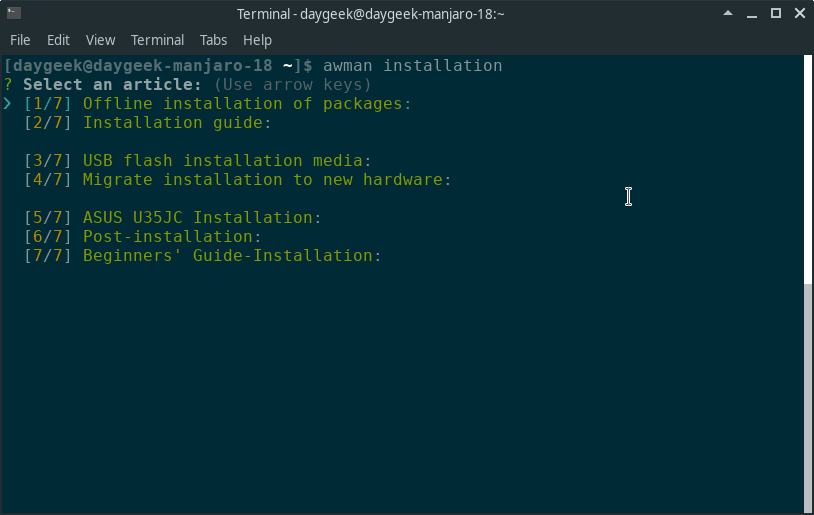 Terminal - daygeek@daygeek-manjaro-18:~
File Edit View Terminal Tabs Help
[daygeek@daygeek-manjaro-18 ~]$ awman installation
? Select an article: (Use arrow keys)
❯ [1/7] Offline installation of packages:
[2/7] Installation guide:
[3/7] USB flash installation media:
[4/7] Migrate installation to new hardware:
[5/7] ASUS U35JC Installation:
[6/7] Post-installation:
[7/7] Beginners' Guide-Installation: